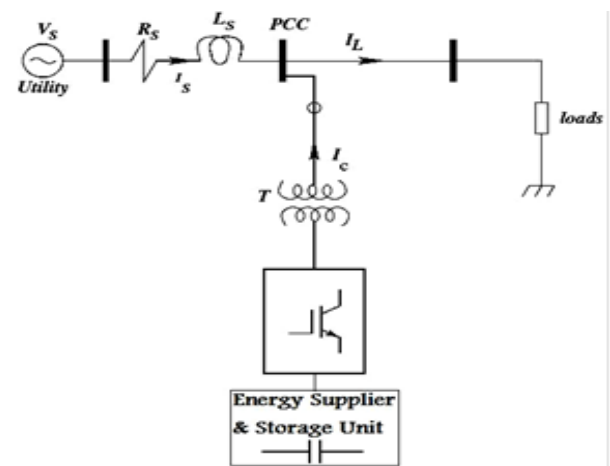 V_S
R_S
L_S
PCC
I_L
Utility
I_S
loads
I_c
T
Energy Supplier
& Storage Unit